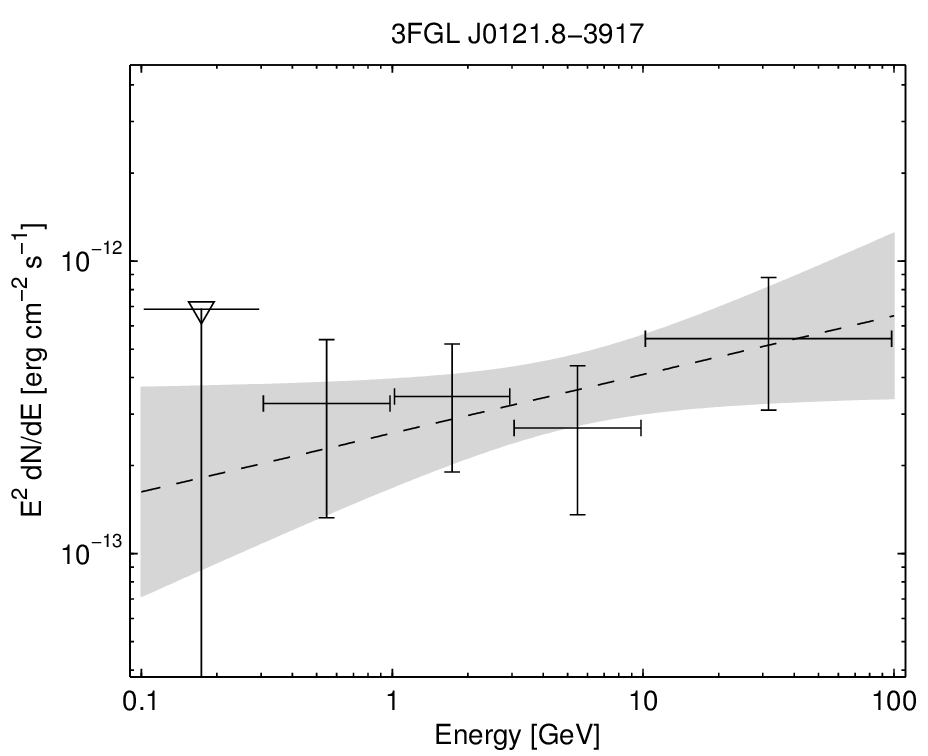 3FGL J0121.8−3917
E² dN/dE [erg cm⁻² s⁻¹]
10⁻¹²
10⁻¹³
0.1 1 10 100
Energy [GeV]